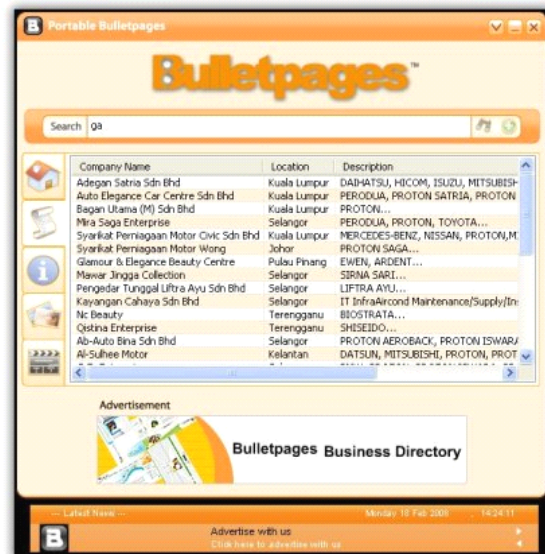 Portable Bulletpages
Bulletpages™
Search ga
Company Name Location Description
Adegan Satria Sdn Bhd Kuala Lumpur DAIHATSU, HICOM, ISUZU, MITSUBISH
Auto Elegance Car Centre Sdn Bhd Kuala Lumpur PERODUA, PROTON SATRIA, PROTON
Bagan Utama (M) Sdn Bhd Kuala Lumpur PROTON...
Mira Saga Enterprise Selangor PERODUA, PROTON, TOYOTA...
Syarikat Perniagaan Motor Civic Sdn Bhd Kuala Lumpur MERCEDES-BENZ, NISSAN, PROTON,M
Syarikat Perniagaan Motor Wong Johor PROTON SAGA...
Glamour & Elegance Beauty Centre Pulau Pinang EWEN, ARDENT...
Mawar Jingga Collection Selangor SIRNA SARI...
Pengedar Tunggal Liftra Ayu Sdn Bhd Selangor LIFTRA AYU...
Kayangan Cahaya Sdn Bhd Selangor IT InfraAircond Maintenance/Supply/In
Nc Beauty Terengganu BIOSTRATA...
Qistina Enterprise Terengganu SHISEIDO...
Ab-Auto Bina Sdn Bhd Selangor PROTON AEROBACK, PROTON ISWARA
Al-Sulhee Motor Kelantan DATSUN, MITSUBISHI, PROTON, PROT
Advertisement
Bulletpages Business Directory
--- Latest News --- Monday 18 Feb 2008 , 14:24:11
Advertise with us
Click here to advertise with us